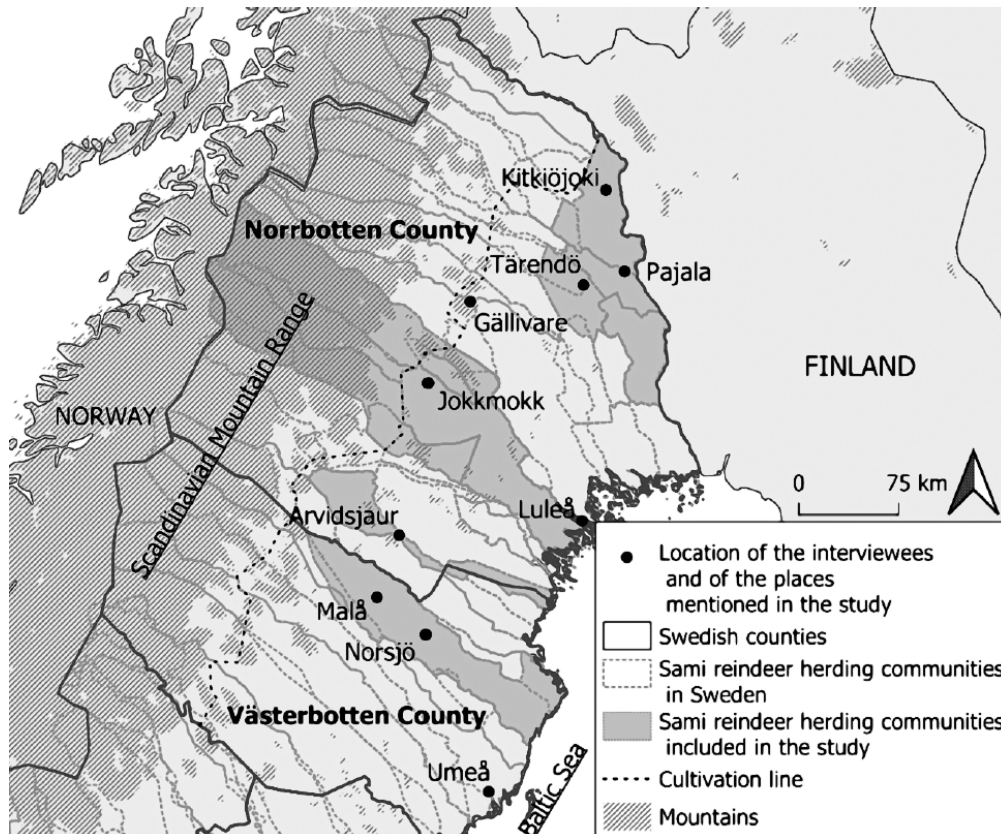 Kitkiöjoki
Norrbotten County
Tärendö
Pajala
Gällivare
Scandinavian Mountain Range
FINLAND
NORWAY
Jokkmokk
0 75 km
Luleå
Arvidsjaur
Malå
Norsjö
Västerbotten County
Umeå
Baltic Sea
Location of the interviewees
and of the places
mentioned in the study
Swedish counties
Sami reindeer herding communities
in Sweden
Sami reindeer herding communities
included in the study
Cultivation line
Mountains